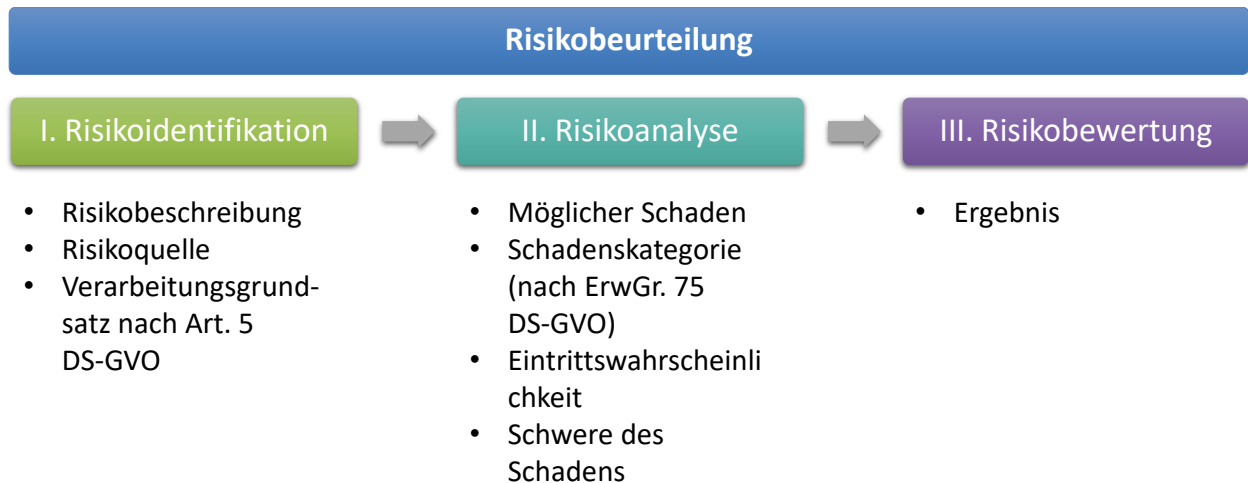 Risikobeurteilung
I. Risikoidentifikation
II. Risikoanalyse
III. Risikobewertung
• Risikobeschreibung
• Risikoquelle
• Verarbeitungsgrund-
satz nach Art. 5
DS-GVO
• Möglicher Schaden
• Schadenskategorie
(nach ErwGr. 75
DS-GVO)
• Eintrittswahrscheinli
chkeit
• Schwere des
Schadens
• Ergebnis